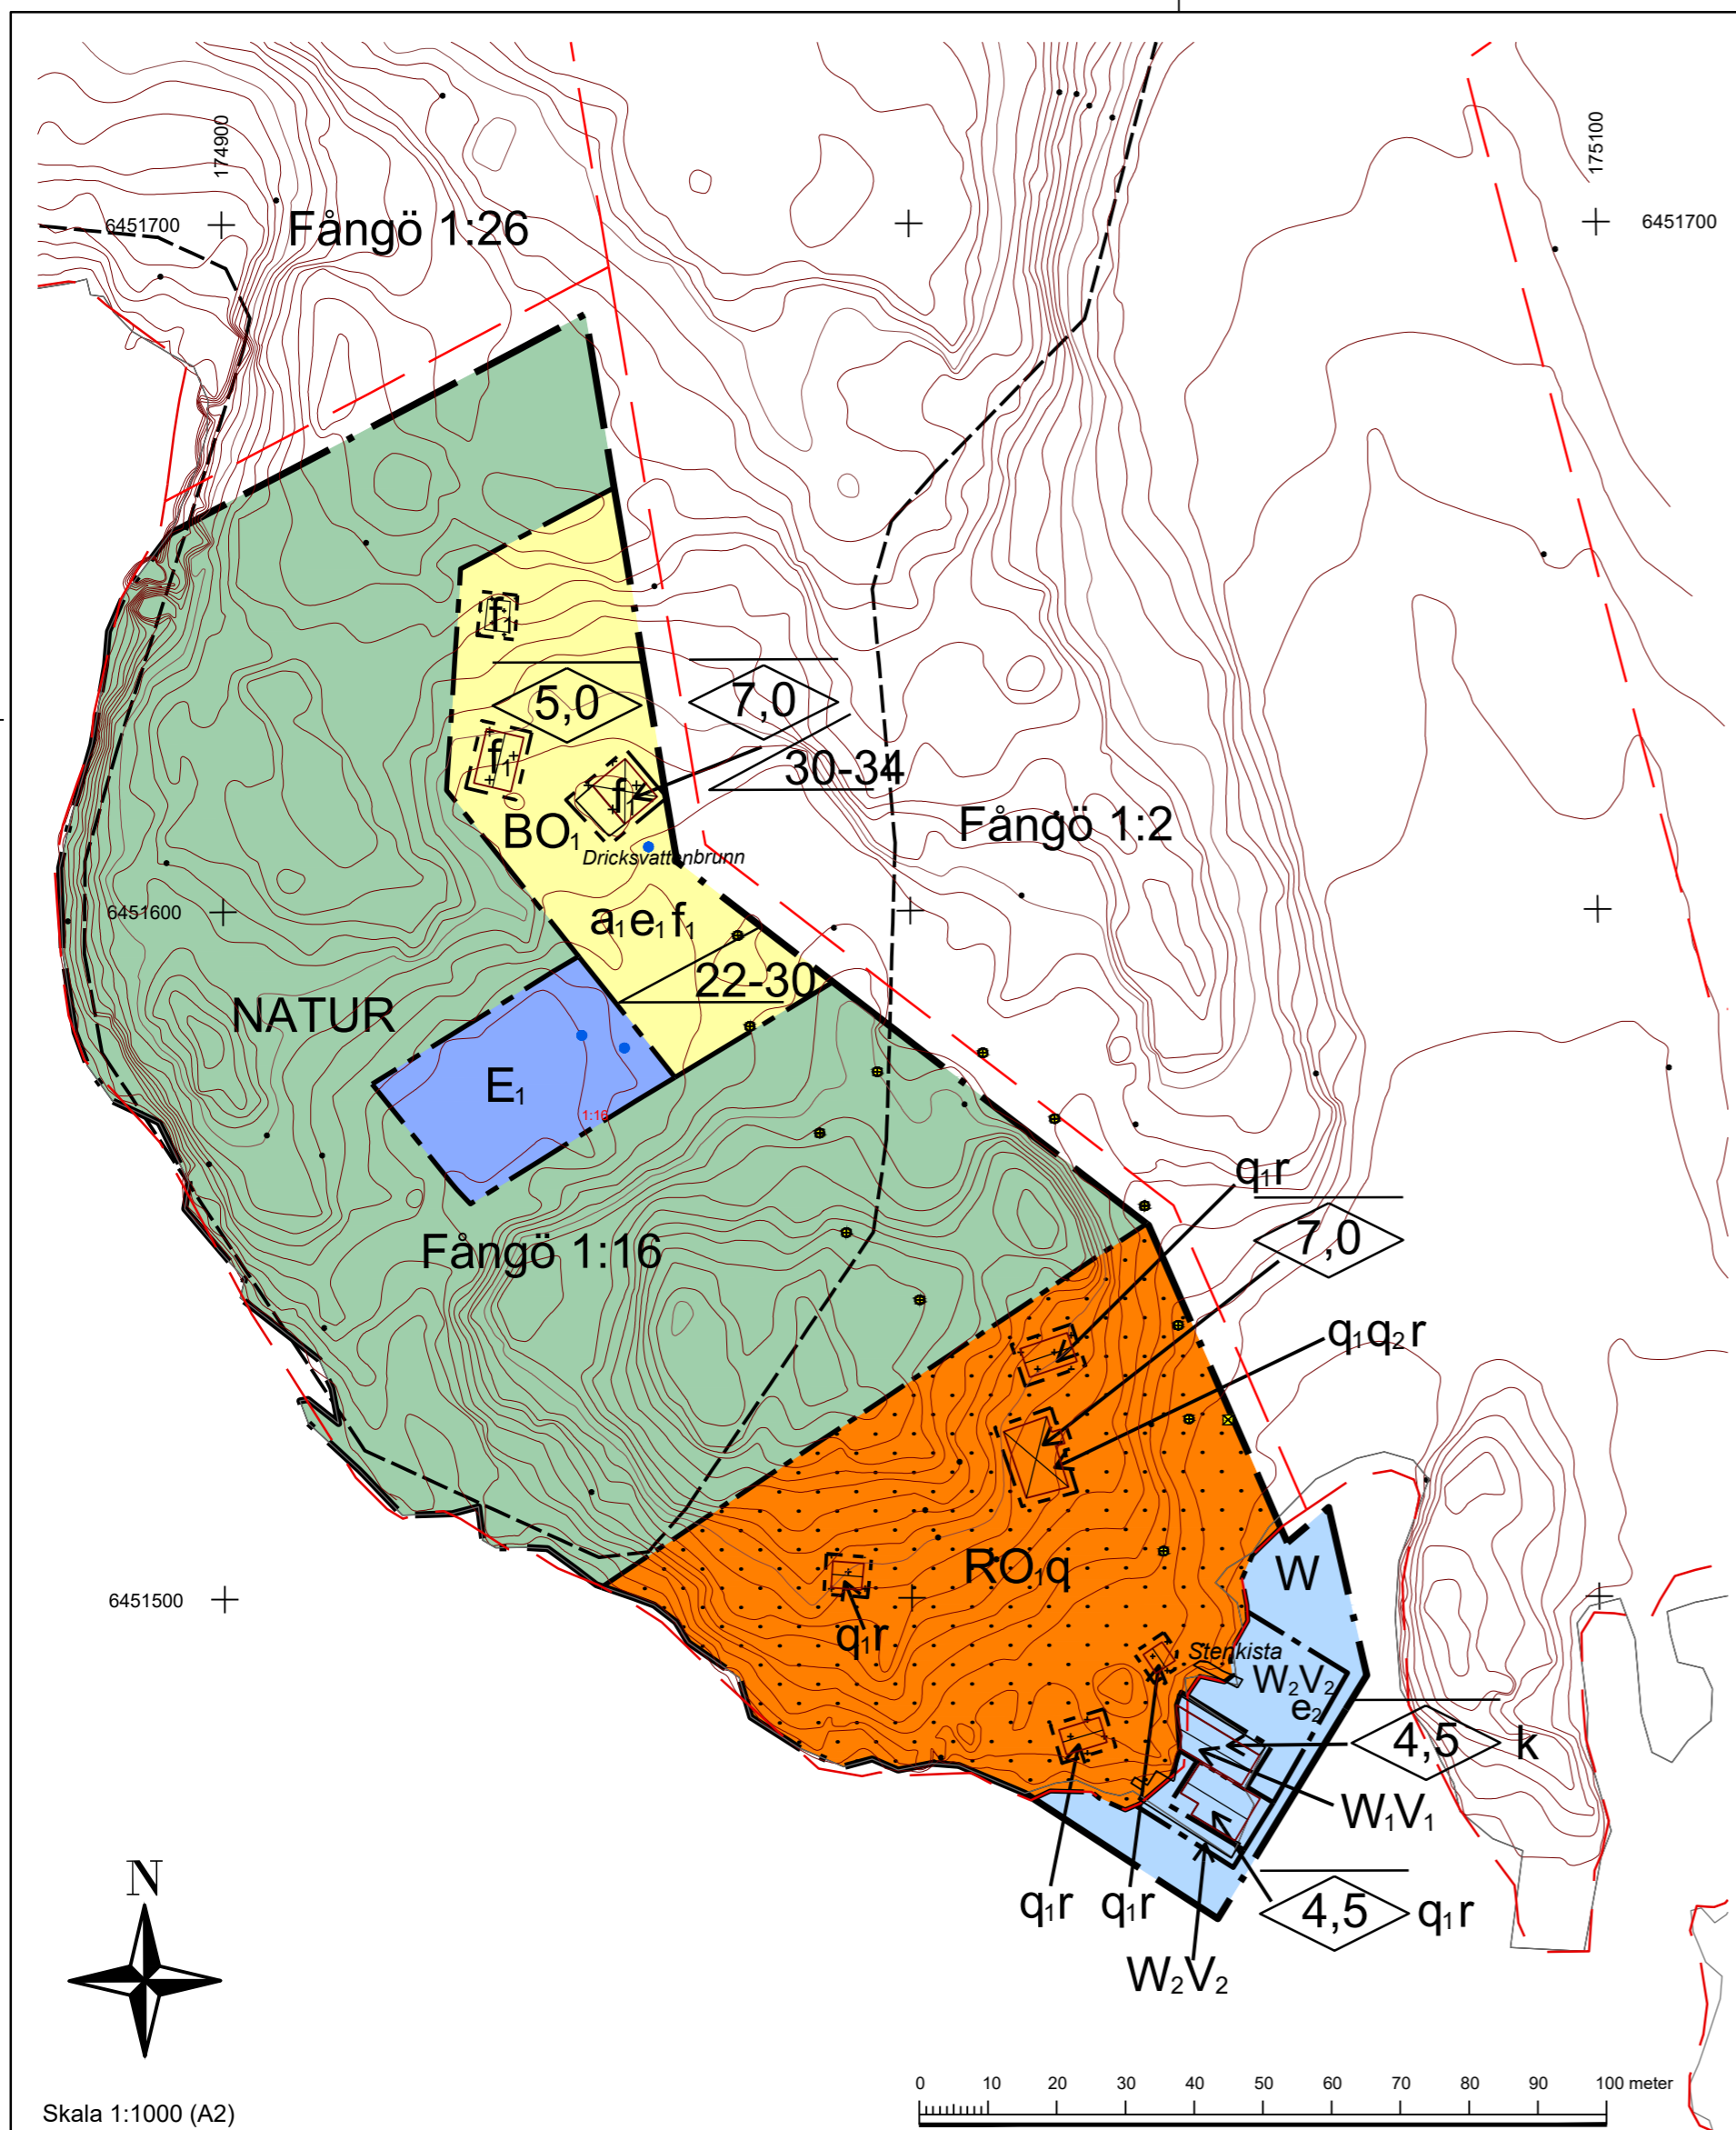 174900
175100
6451700
Fångö 1:26
6451700
f₁
5,0
7,0
f₁
30-34
f₁
BO₁
Fångö 1:2
Dricksvattenbrunn
6451600
a₁e₁f₁
22-30
NATUR
E₁
1:16
q₁r
7,0
Fångö 1:16
q₁q₂r
RO₁q
W
6451500
q₁r
Stenkista
W₂V₂
e₂
4,5 k
W₁V₁
N
q₁r
q₁r
4,5 q₁r
W₂V₂
0 10 20 30 40 50 60 70 80 90 100 meter
Skala 1:1000 (A2)